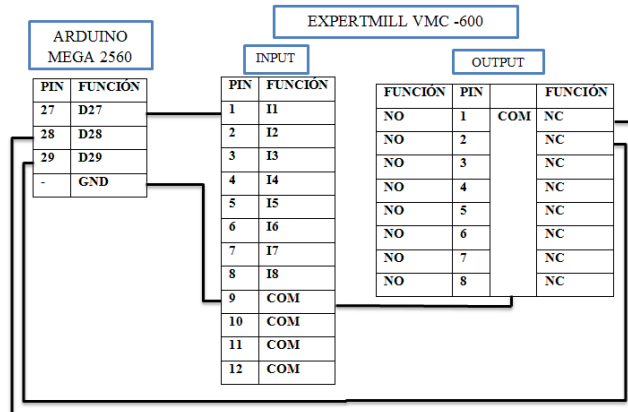 EXPERTMILL VMC -600
ARDUINO
MEGA 2560
INPUT
OUTPUT
PIN FUNCIÓN
27 D27
28 D28
29 D29
- GND
PIN FUNCIÓN
1 I1
2 I2
3 I3
4 I4
5 I5
6 I6
7 I7
8 I8
9 COM
10 COM
11 COM
12 COM
FUNCIÓN PIN FUNCIÓN
NO 1 COM NC
NO 2 NC
NO 3 NC
NO 4 NC
NO 5 NC
NO 6 NC
NO 7 NC
NO 8 NC